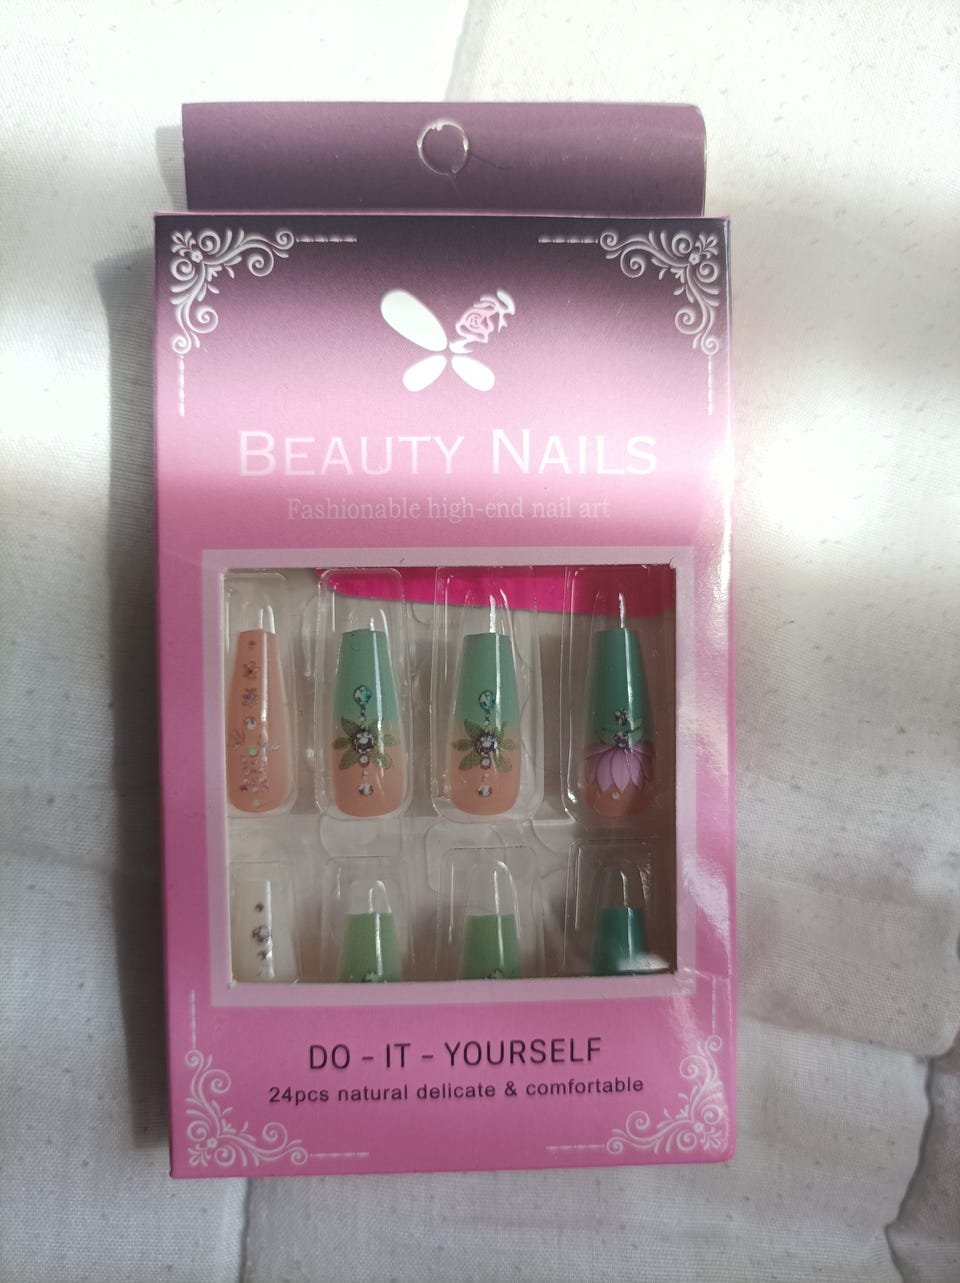 BEAUTY NAILS
Fashionable high-end nail art
DO - IT - YOURSELF
24pcs natural delicate & comfortable